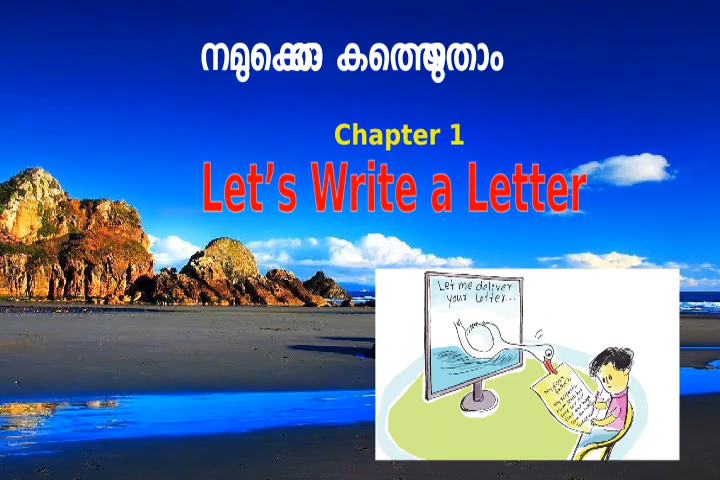 നമുക്കൊരു കത്തെഴുതാം
Chapter 1
Let’s Write a Letter
Let me deliver
your Letter...